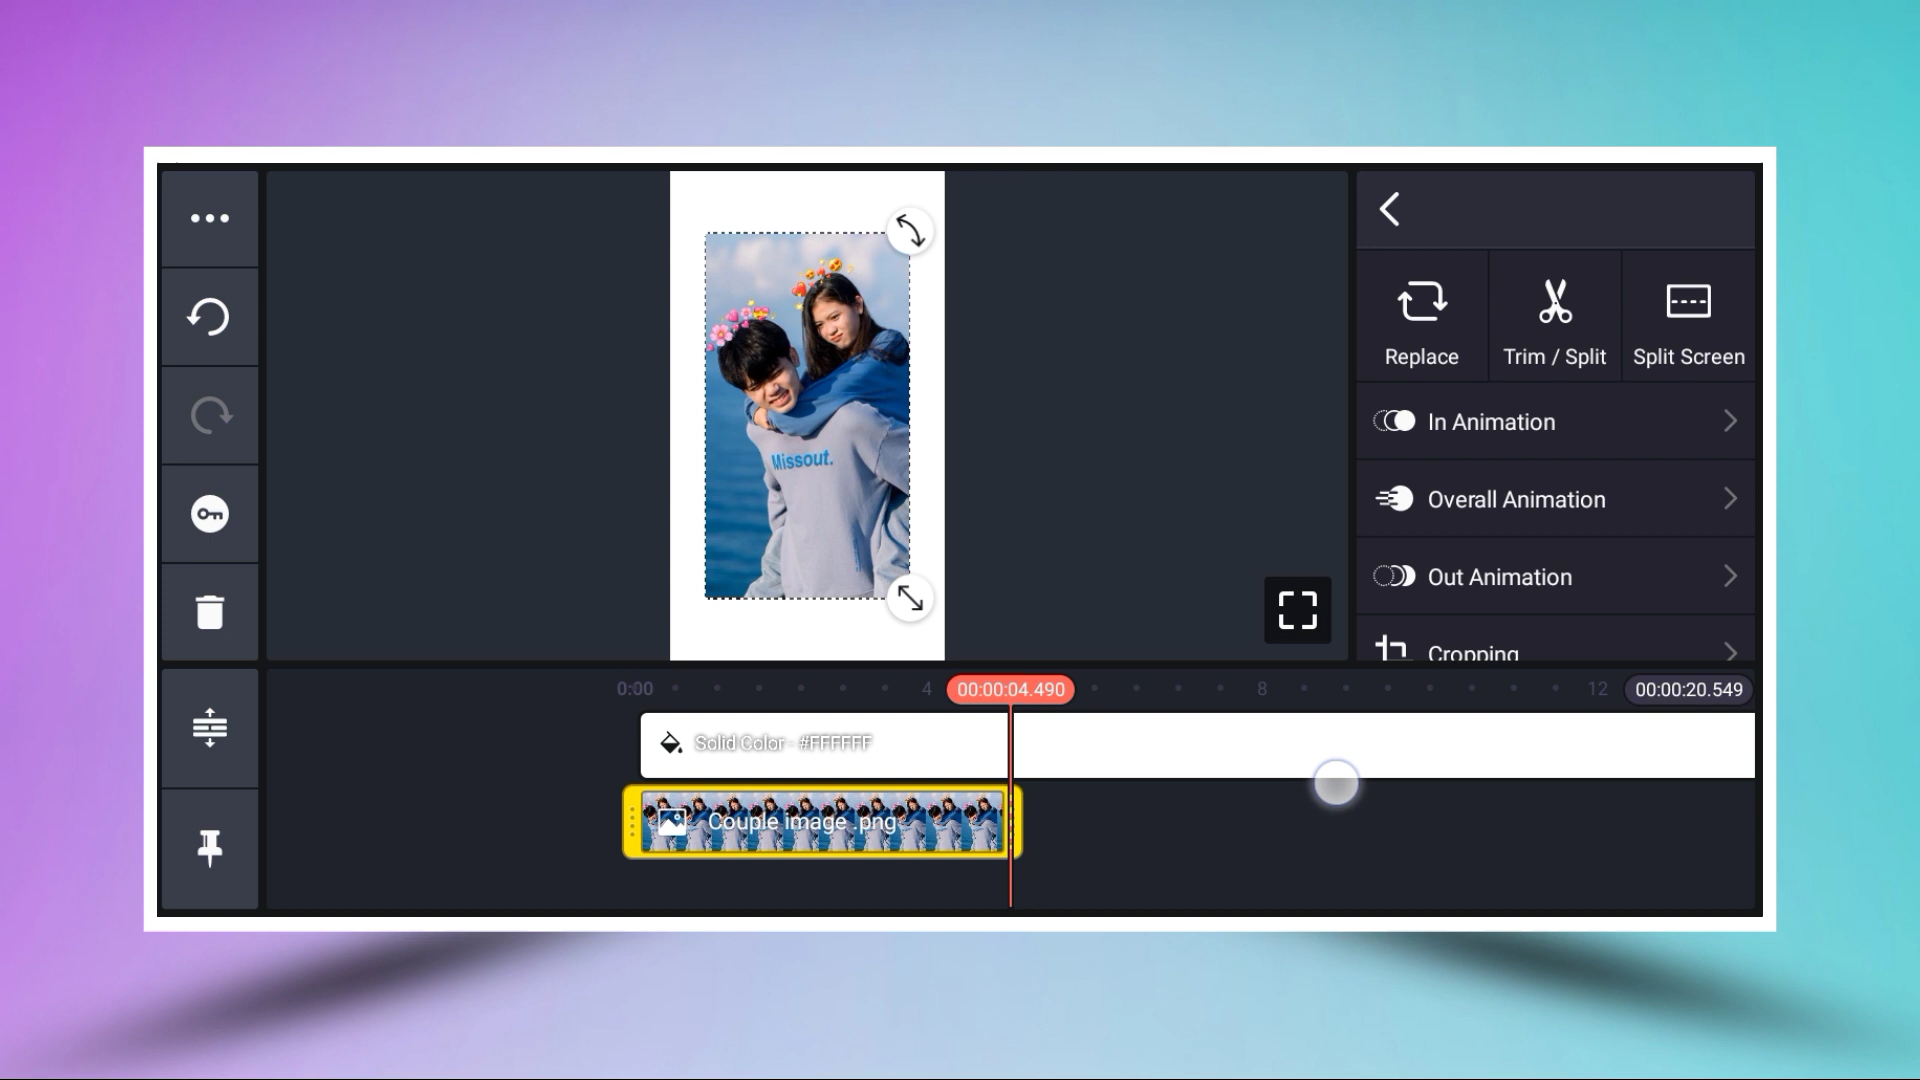 Missout.
Replace
Trim / Split
Split Screen
In Animation
Overall Animation
Out Animation
Cropping
0:00
4
00:00:04.490
8
12
00:00:20.549
Solid Color - #FFFFFF
Couple image .png